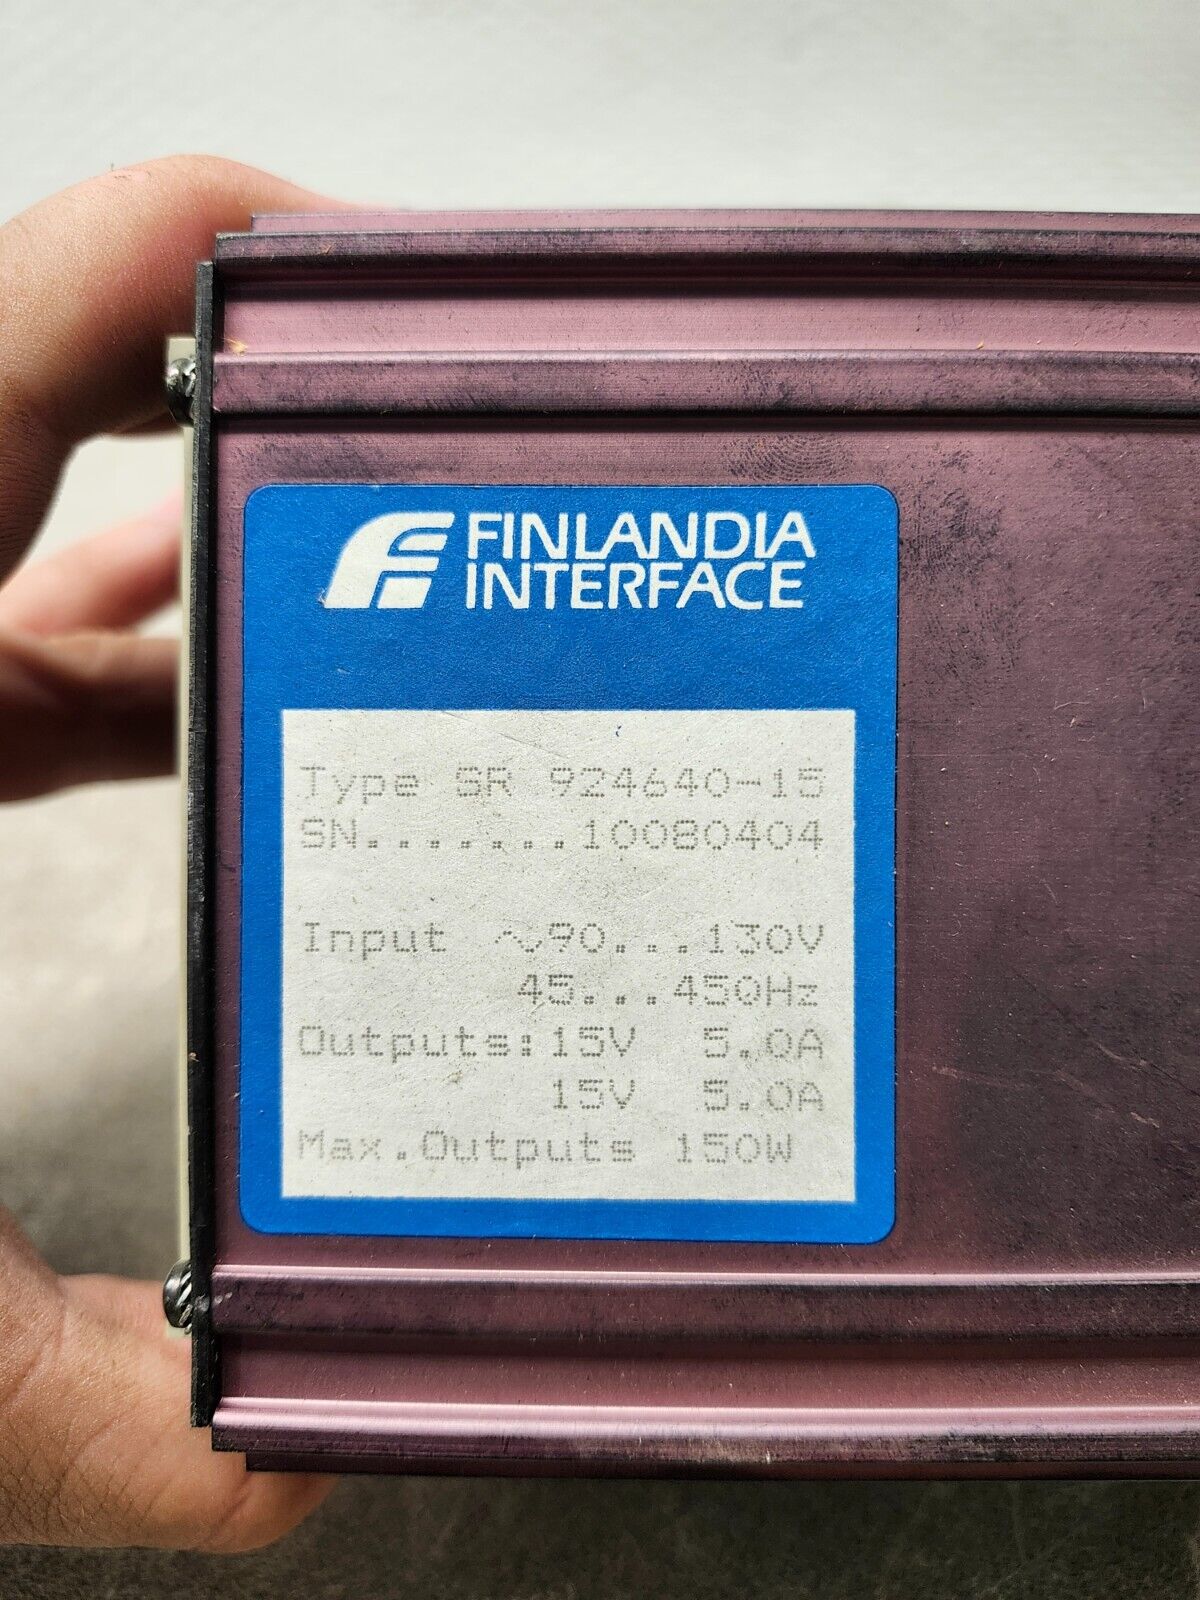 FINLANDIA
INTERFACE
Type SR 924640-15
SN.......10080404
Input ∿90...130V
45...450Hz
Outputs:15V 5.0A
15V 5.0A
Max.Outputs 150W